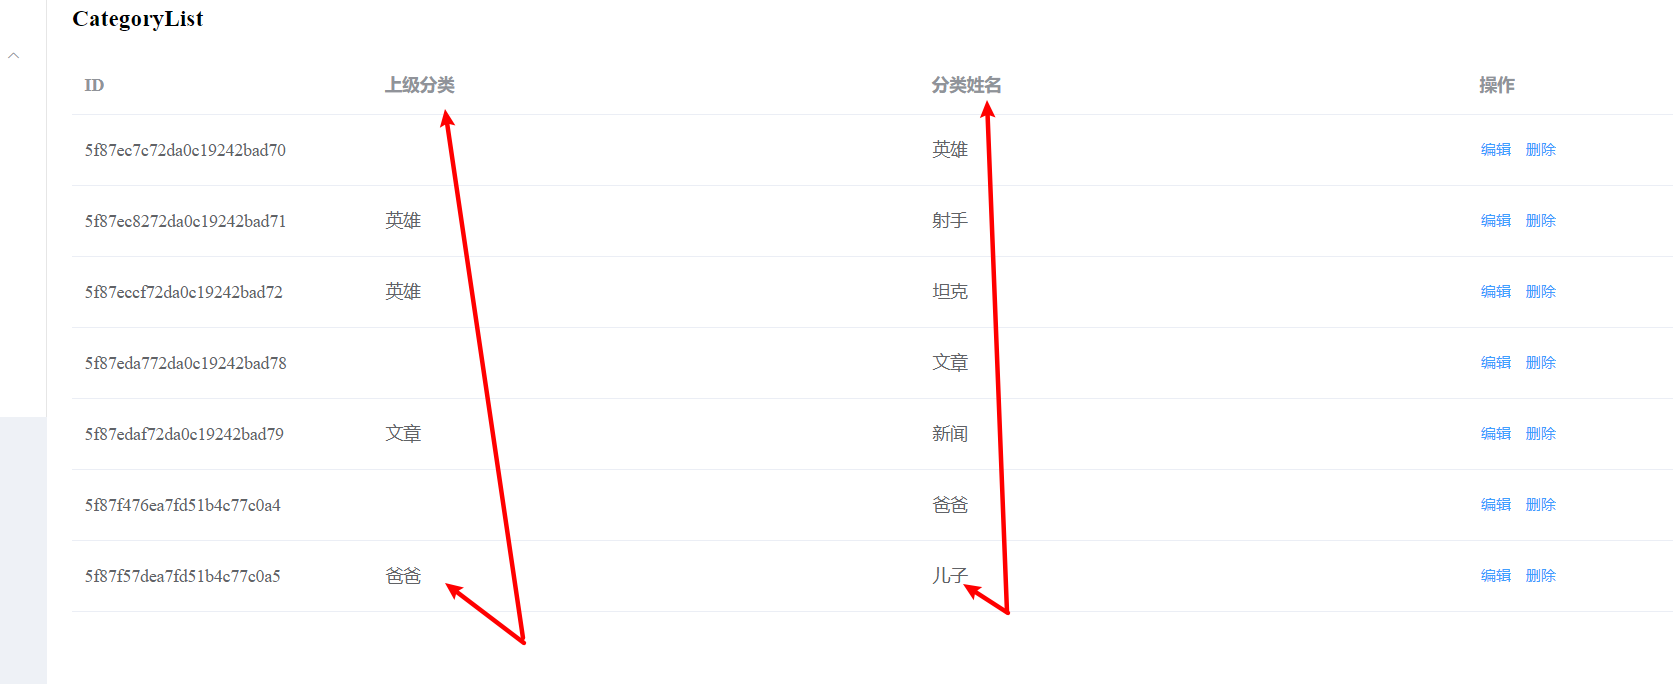 CategoryList
ID 上级分类 分类姓名 操作
5f87ec7c72da0c19242bad70 英雄 编辑 删除
5f87ec8272da0c19242bad71 英雄 射手 编辑 删除
5f87eccf72da0c19242bad72 英雄 坦克 编辑 删除
5f87eda772da0c19242bad78 文章 编辑 删除
5f87edaf72da0c19242bad79 文章 新闻 编辑 删除
5f87f476ea7fd51b4c77c0a4 爸爸 编辑 删除
5f87f57dea7fd51b4c77c0a5 爸爸 儿子 编辑 删除